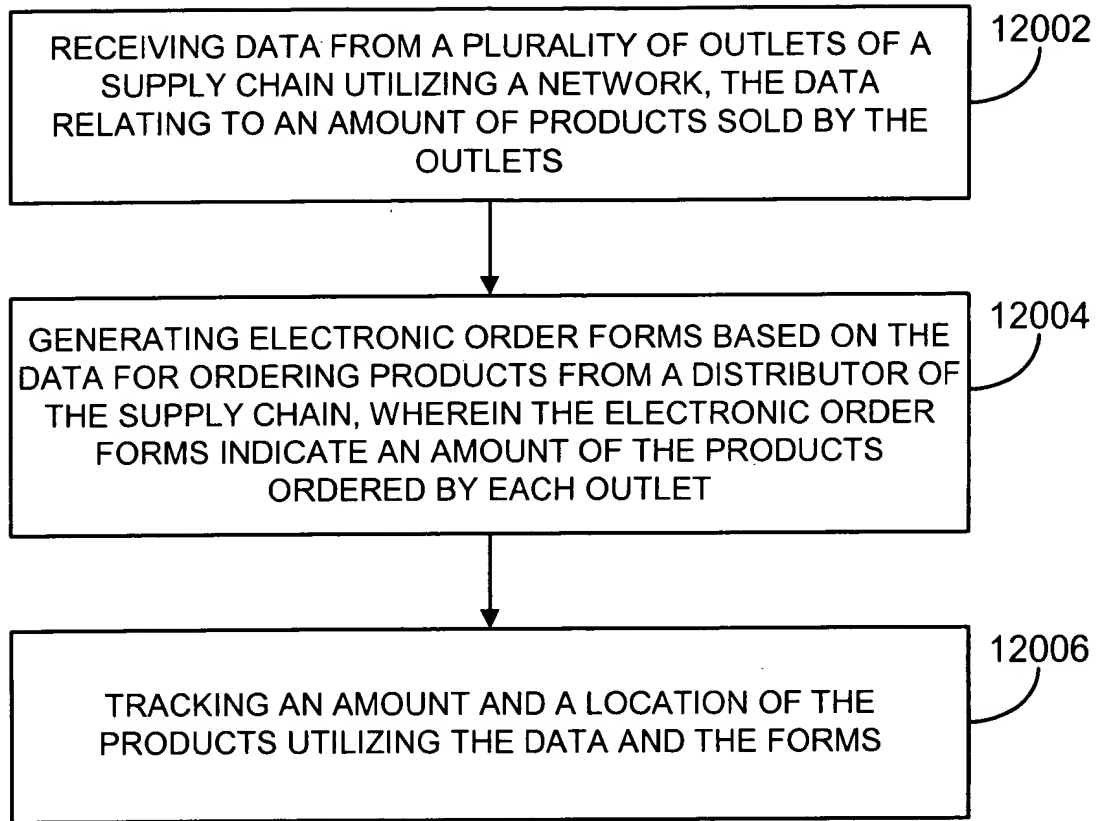 RECEIVING DATA FROM A PLURALITY OF OUTLETS OF A
SUPPLY CHAIN UTILIZING A NETWORK, THE DATA
RELATING TO AN AMOUNT OF PRODUCTS SOLD BY THE
OUTLETS
12002
GENERATING ELECTRONIC ORDER FORMS BASED ON THE
DATA FOR ORDERING PRODUCTS FROM A DISTRIBUTOR OF
THE SUPPLY CHAIN, WHEREIN THE ELECTRONIC ORDER
FORMS INDICATE AN AMOUNT OF THE PRODUCTS
ORDERED BY EACH OUTLET
12004
TRACKING AN AMOUNT AND A LOCATION OF THE
PRODUCTS UTILIZING THE DATA AND THE FORMS
12006